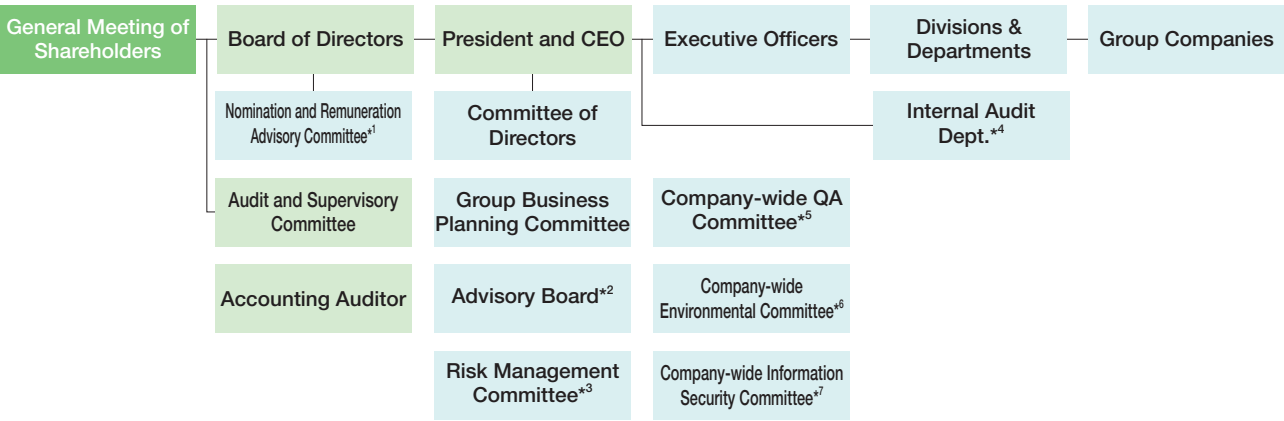 General Meeting of
Shareholders
Board of Directors
President and CEO
Executive Officers
Divisions &
Departments
Group Companies
Nomination and Remuneration
Advisory Committee*1
Committee of
Directors
Internal Audit
Dept.*4
Audit and Supervisory
Committee
Group Business
Planning Committee
Company-wide QA
Committee*5
Accounting Auditor
Advisory Board*2
Company-wide
Environmental Committee*6
Risk Management
Committee*3
Company-wide Information
Security Committee*7